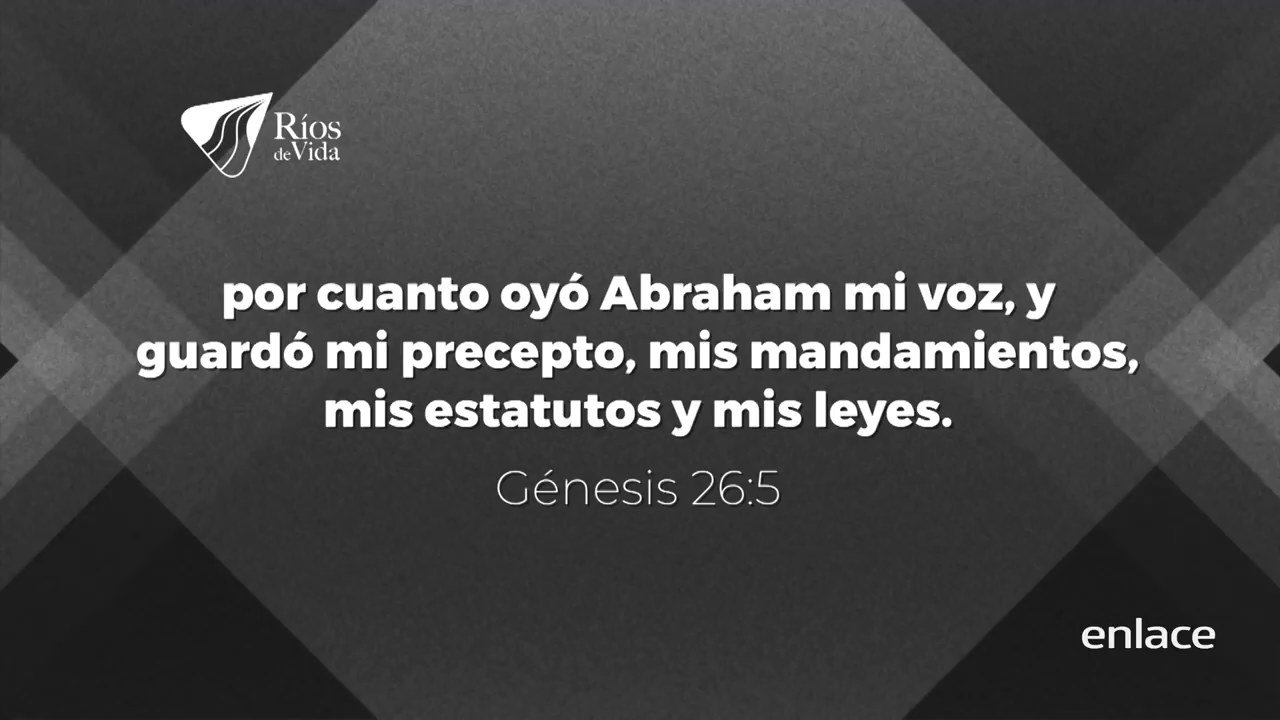 Ríos
de Vida
por cuanto oyó Abraham mi voz, y
guardó mi precepto, mis mandamientos,
mis estatutos y mis leyes.
Génesis 26:5
enlace